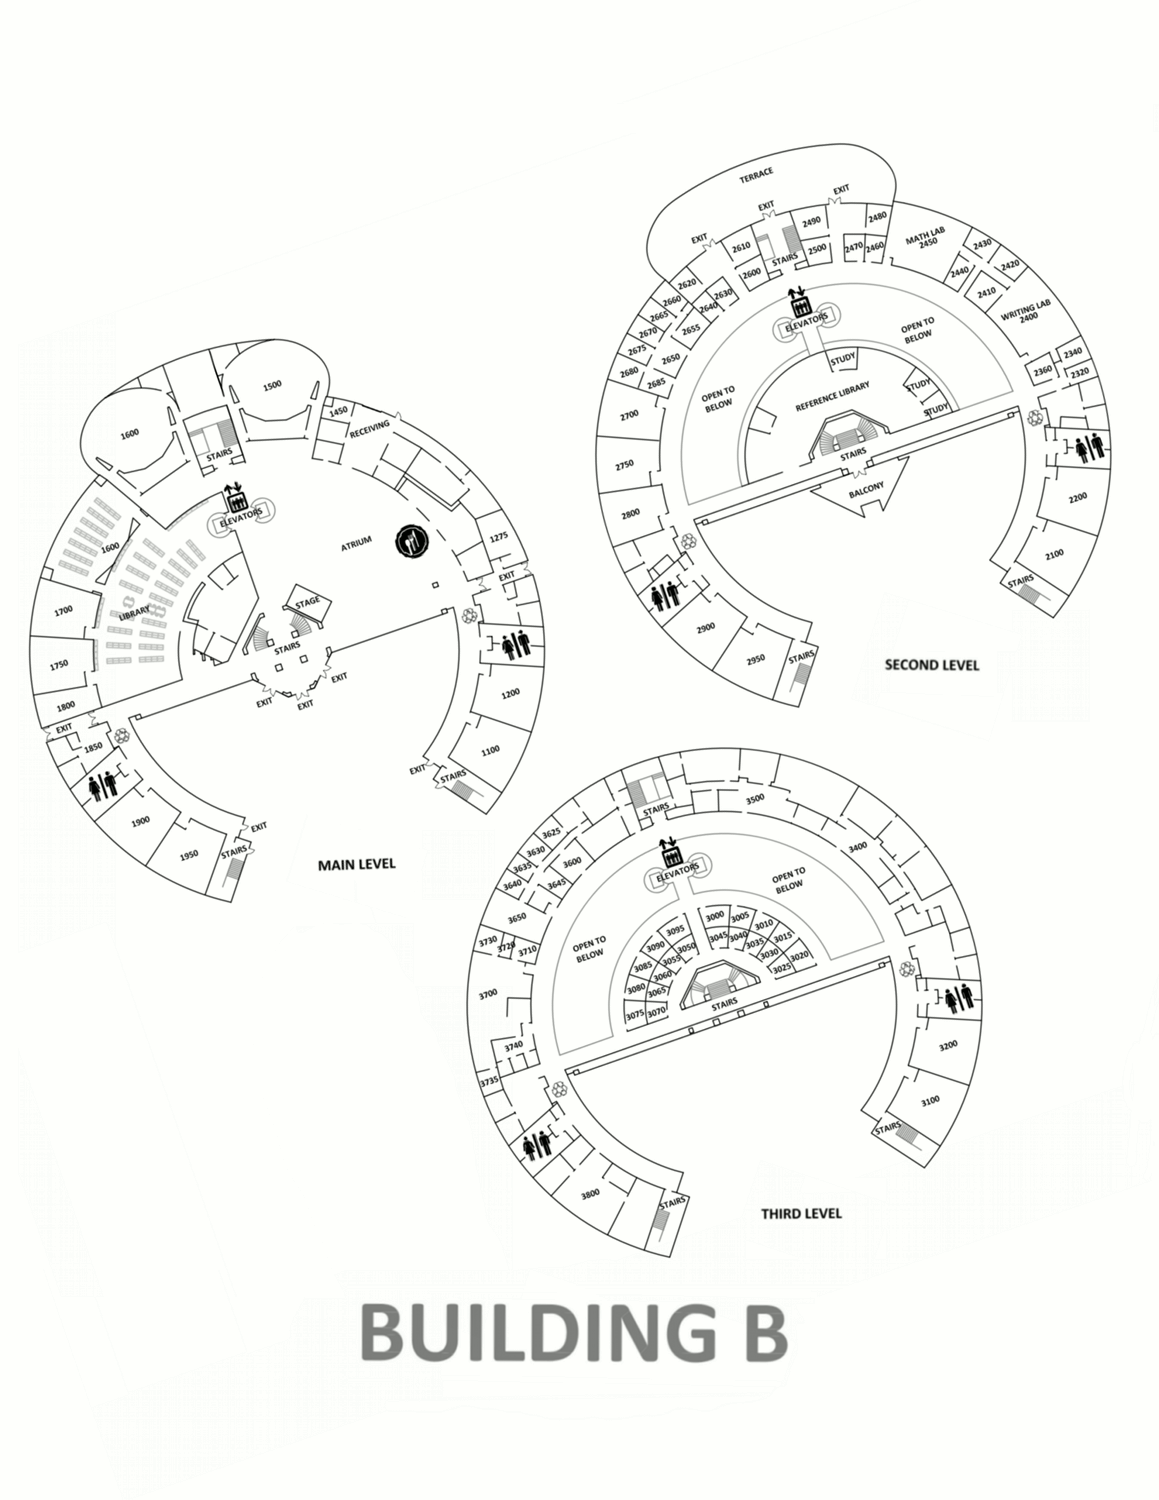 TERRACE
EXIT
EXIT
EXIT
2490
2480
2610
2500
2470
2460
STAIRS
2600
MATH LAB
2450
2430
2420
2440
2410
WRITING LAB
2400
2340
2360
2320
2620
2630
2640
2660
2665
2655
2670
2675
2650
2680
2685
2700
2750
2800
ELEVATORS
OPEN TO
BELOW
OPEN TO
BELOW
STUDY
STUDY
STUDY
REFERENCE LIBRARY
STAIRS
BALCONY
2200
2100
STAIRS
2900
2950
STAIRS
SECOND LEVEL
1500
1600
1450
RECEIVING
STAIRS
ELEVATORS
ATRIUM
1275
EXIT
1600
LIBRARY
1700
1750
1800
EXIT
1850
STAGE
STAIRS
EXIT
EXIT
EXIT
1200
1100
EXIT
STAIRS
1900
1950
EXIT
STAIRS
MAIN LEVEL
STAIRS
3500
3400
3625
3630
3635
3640
3600
3645
3650
3730
3720
3710
3700
3740
3735
ELEVATORS
OPEN TO
BELOW
OPEN TO
BELOW
3000
3005
3010
3015
3020
3025
3030
3035
3040
3045
3095
3090
3085
3080
3075
3070
3065
3060
3055
3050
STAIRS
3200
3100
STAIRS
3800
STAIRS
THIRD LEVEL
BUILDING B